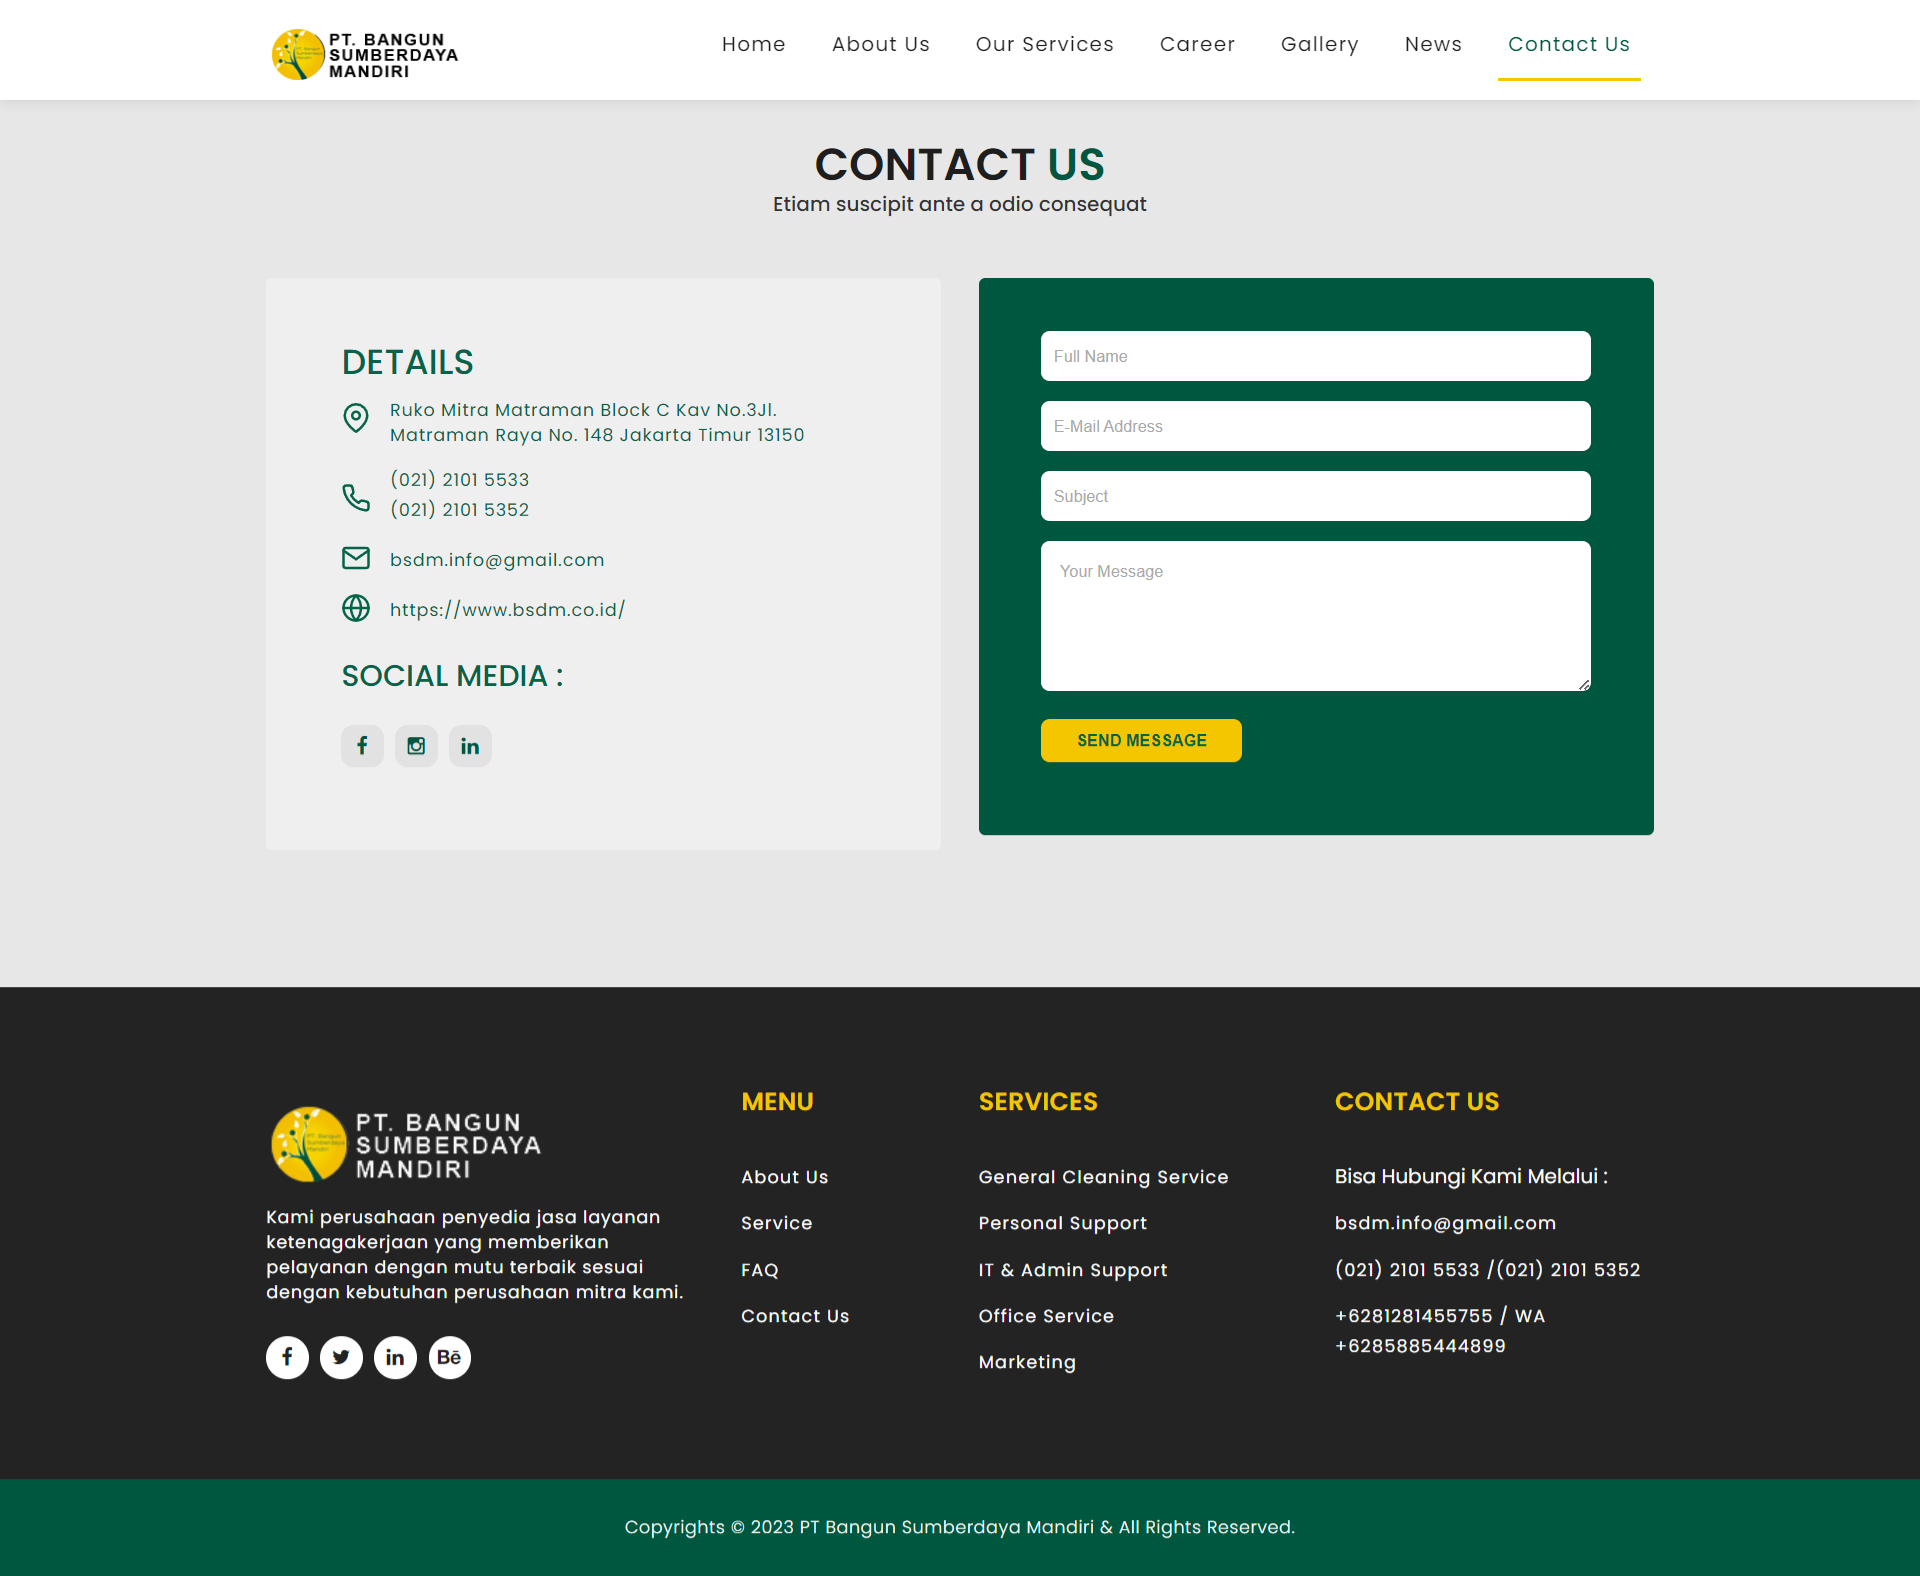 PT. BANGUN
SUMBERDAYA
MANDIRI
Home
About Us
Our Services
Career
Gallery
News
Contact Us
CONTACT US
Etiam suscipit ante a odio consequat
DETAILS
Ruko Mitra Matraman Block C Kav No.3Jl.
Matraman Raya No. 148 Jakarta Timur 13150
(021) 2101 5533
(021) 2101 5352
bsdm.info@gmail.com
https://www.bsdm.co.id/
SOCIAL MEDIA :
Full Name
E-Mail Address
Subject
Your Message
SEND MESSAGE
PT. BANGUN
SUMBERDAYA
MANDIRI
Kami perusahaan penyedia jasa layanan
ketenagakerjaan yang memberikan
pelayanan dengan mutu terbaik sesuai
dengan kebutuhan perusahaan mitra kami.
MENU
About Us
Service
FAQ
Contact Us
SERVICES
General Cleaning Service
Personal Support
IT & Admin Support
Office Service
Marketing
CONTACT US
Bisa Hubungi Kami Melalui :
bsdm.info@gmail.com
(021) 2101 5533 /(021) 2101 5352
+6281281455755 / WA
+6285885444899
Copyrights © 2023 PT Bangun Sumberdaya Mandiri & All Rights Reserved.